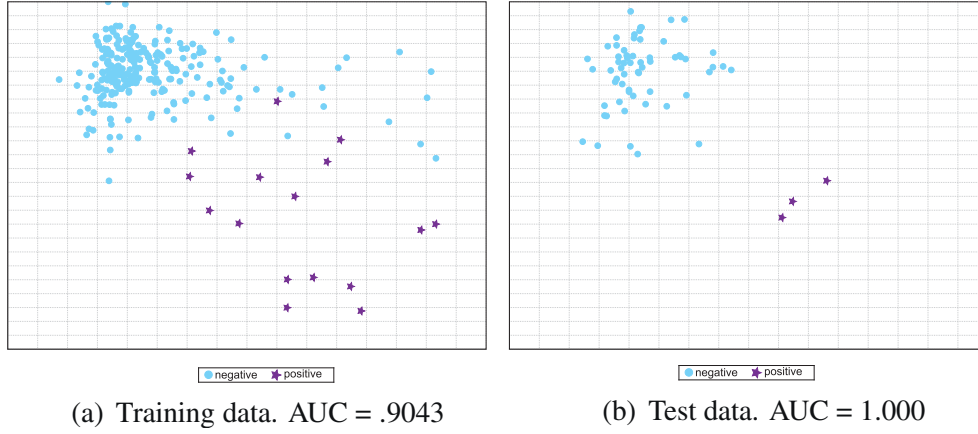 negative positive
negative positive
(a) Training data. AUC = .9043
(b) Test data. AUC = 1.000